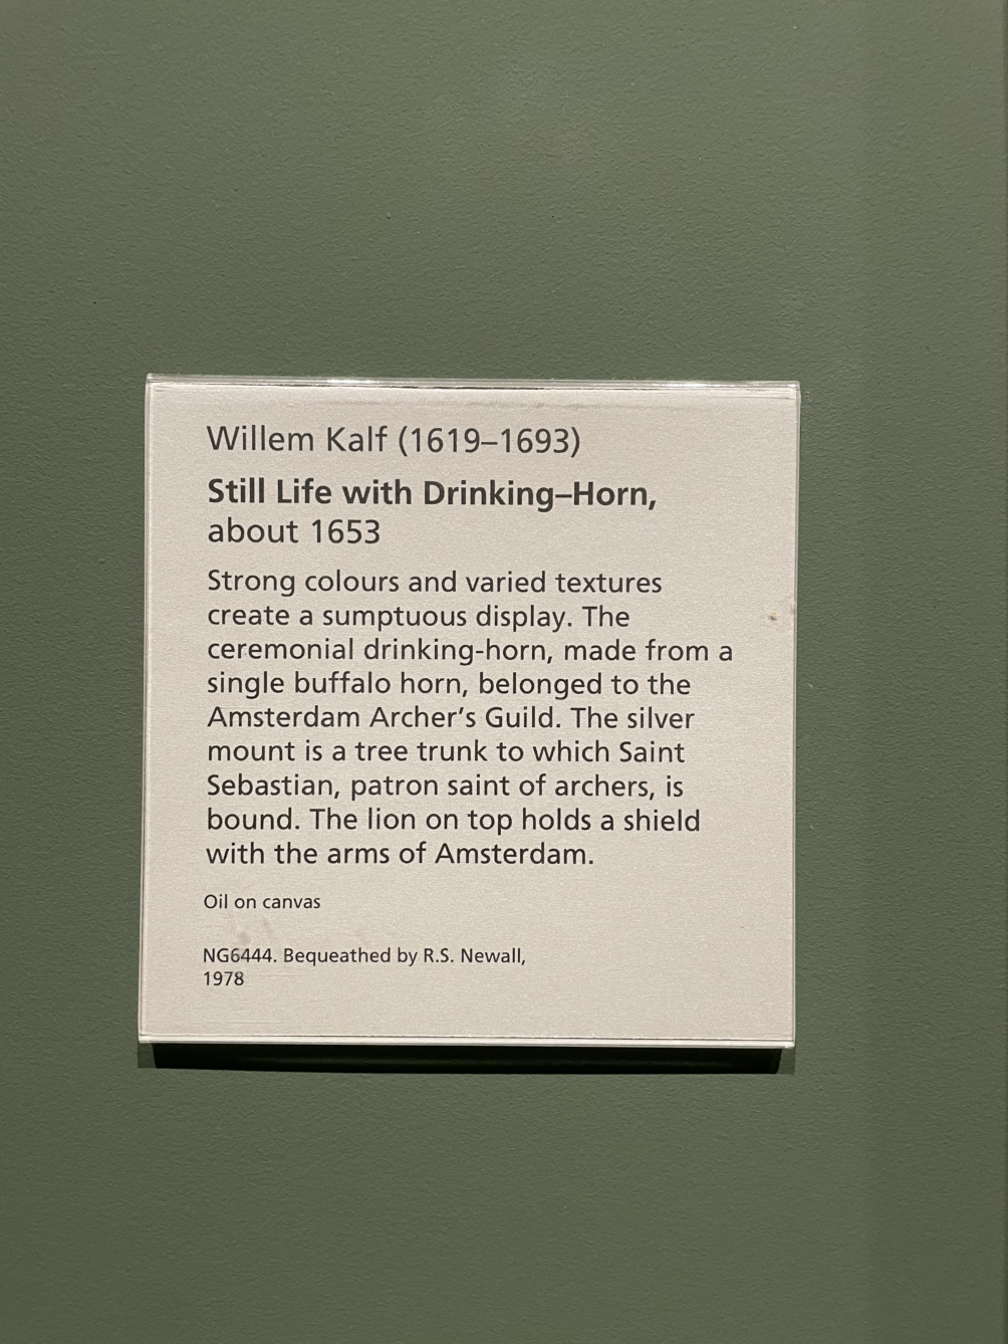 Willem Kalf (1619–1693)
Still Life with Drinking–Horn,
about 1653
Strong colours and varied textures
create a sumptuous display. The
ceremonial drinking-horn, made from a
single buffalo horn, belonged to the
Amsterdam Archer's Guild. The silver
mount is a tree trunk to which Saint
Sebastian, patron saint of archers, is
bound. The lion on top holds a shield
with the arms of Amsterdam.
Oil on canvas
NG6444. Bequeathed by R.S. Newall,
1978